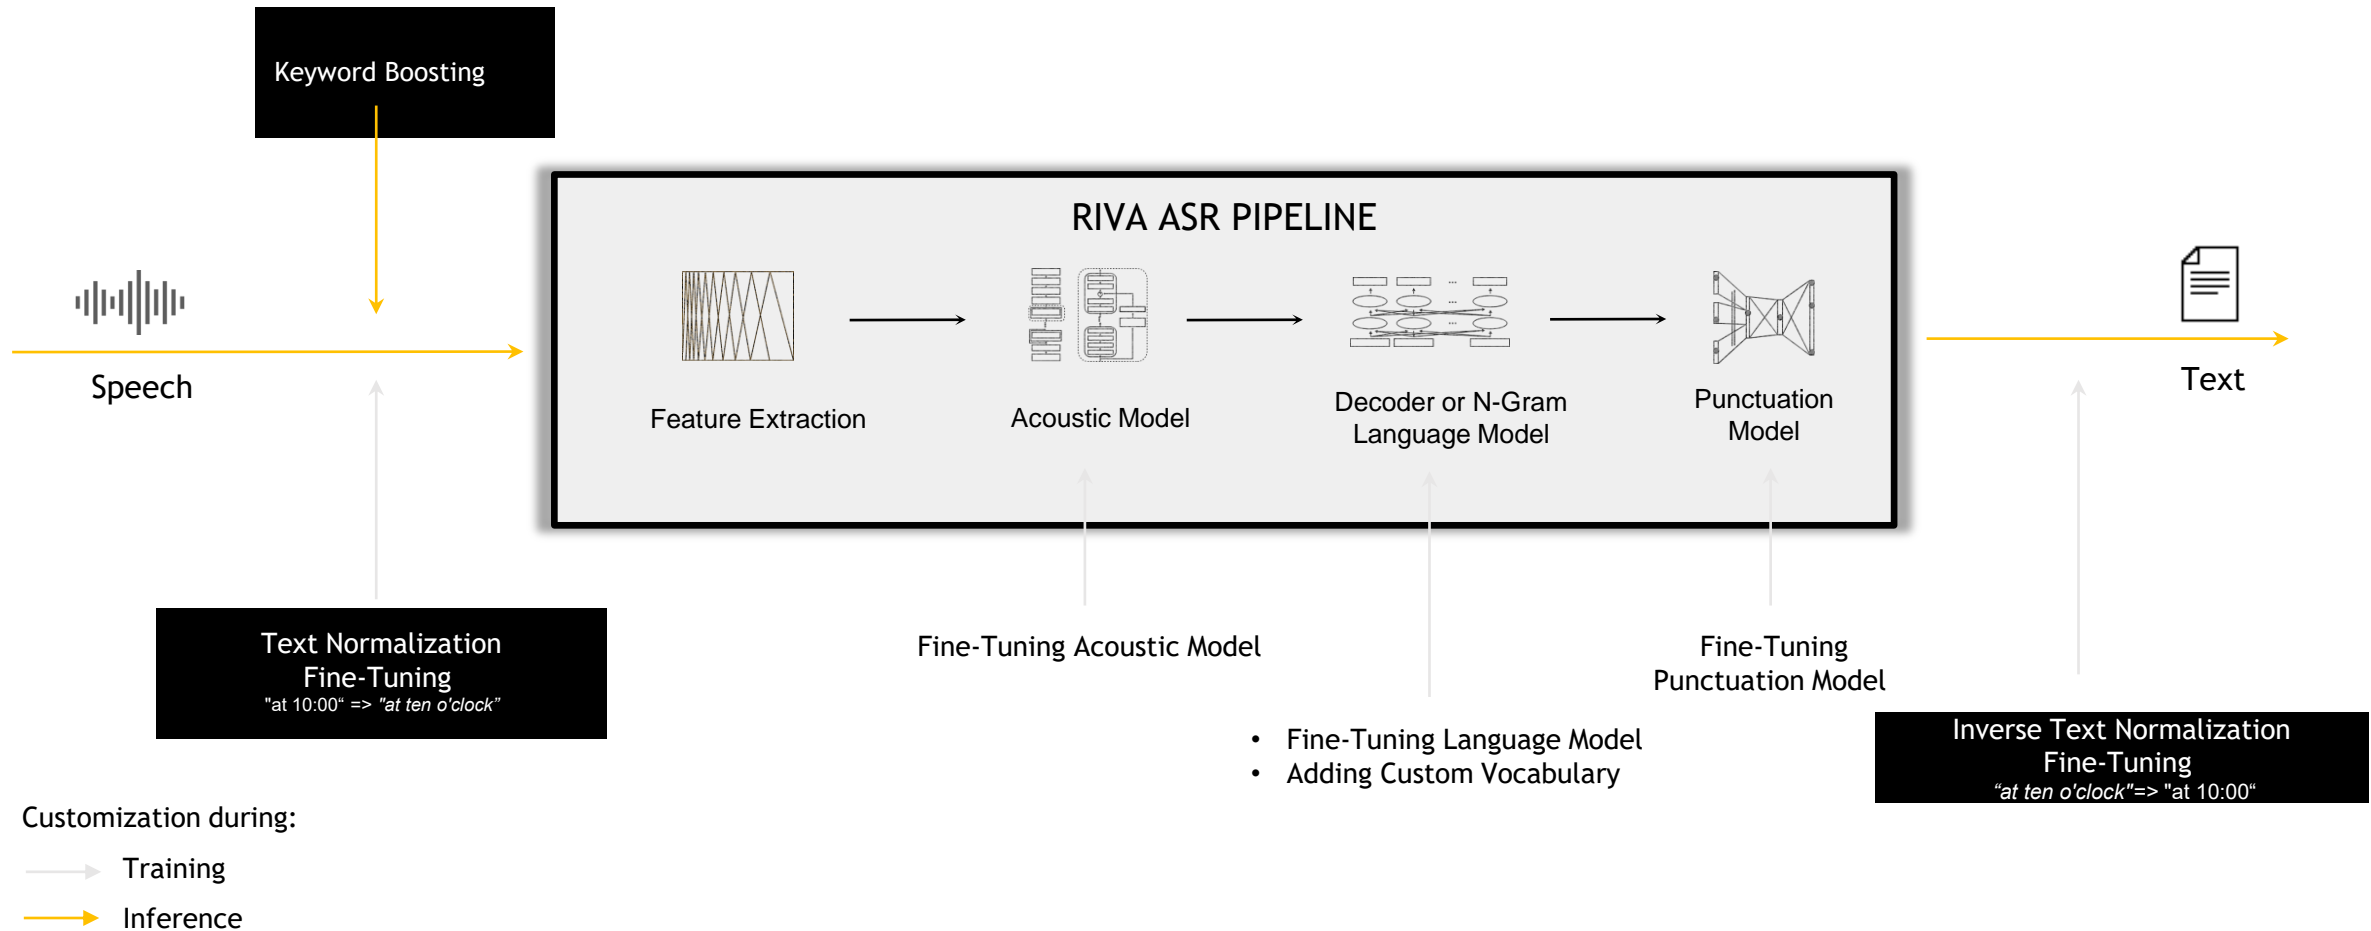 Keyword Boosting
RIVA ASR PIPELINE
Speech
Feature Extraction
Acoustic Model
Decoder or N-Gram
Language Model
Punctuation
Model
Text
Text Normalization
Fine-Tuning
"at 10:00“ => "at ten o'clock”
Fine-Tuning Acoustic Model
• Fine-Tuning Language Model
• Adding Custom Vocabulary
Fine-Tuning
Punctuation Model
Inverse Text Normalization
Fine-Tuning
“at ten o'clock"=> "at 10:00“
Customization during:
Training
Inference